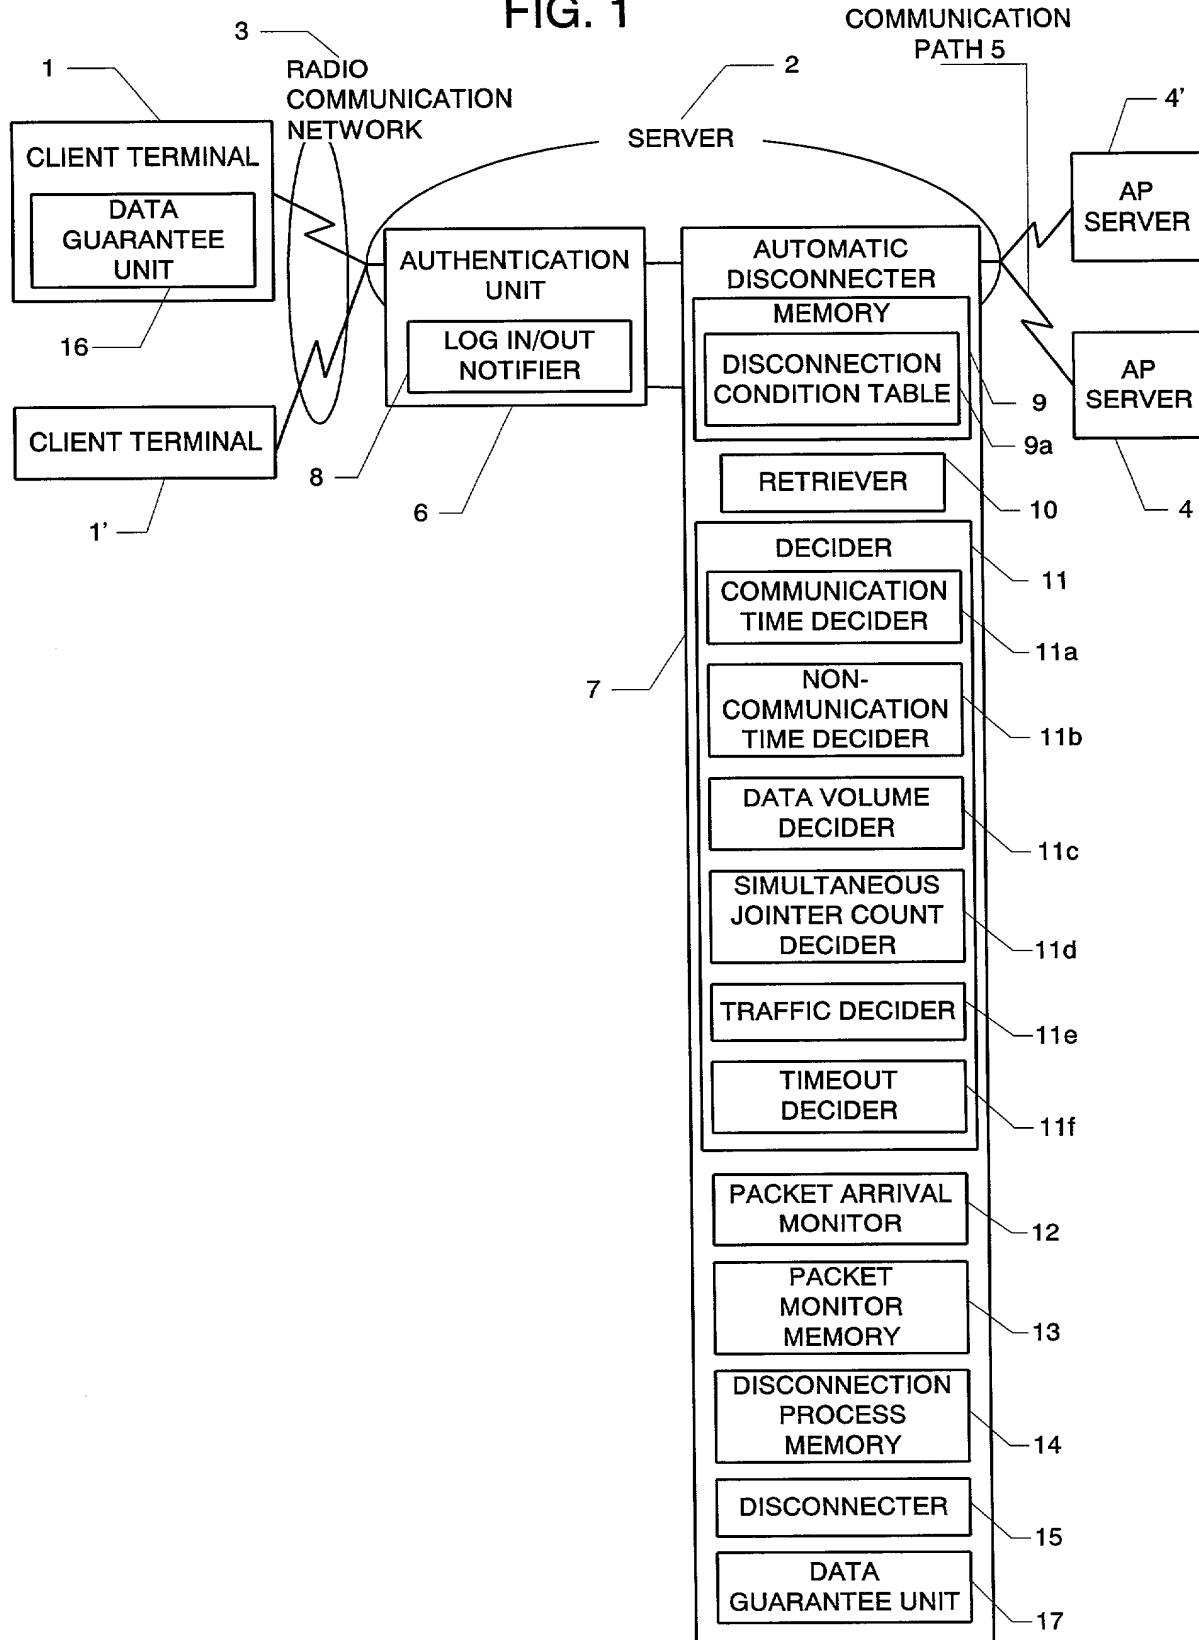 FIG. 1
COMMUNICATION
PATH 5
3
RADIO
COMMUNICATION
NETWORK
1
2
SERVER
4'
CLIENT TERMINAL
DATA
GUARANTEE
UNIT
16
AUTHENTICATION
UNIT
LOG IN/OUT
NOTIFIER
8
6
CLIENT TERMINAL
1'
AP
SERVER
AP
SERVER
4
AUTOMATIC
DISCONNECTER
MEMORY
DISCONNECTION
CONDITION TABLE
9
9a
RETRIEVER
10
DECIDER
11
COMMUNICATION
TIME DECIDER
11a
7
NON-
COMMUNICATION
TIME DECIDER
11b
DATA VOLUME
DECIDER
11c
SIMULTANEOUS
JOINTER COUNT
DECIDER
11d
TRAFFIC DECIDER
11e
TIMEOUT
DECIDER
11f
PACKET ARRIVAL
MONITOR
12
PACKET
MONITOR
MEMORY
13
DISCONNECTION
PROCESS
MEMORY
14
DISCONNECTER
15
DATA
GUARANTEE UNIT
17